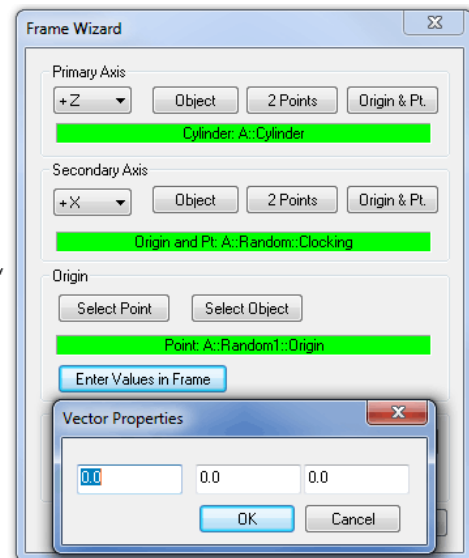 Frame Wizard
Primary Axis
+Z Object 2 Points Origin & Pt.
Cylinder: A::Cylinder
Secondary Axis
+X Object 2 Points Origin & Pt.
Origin and Pt: A::Random::Clocking
Origin
Select Point Select Object
Point: A::Random1::Origin
Enter Values in Frame
Vector Properties
0.0 0.0 0.0
OK Cancel